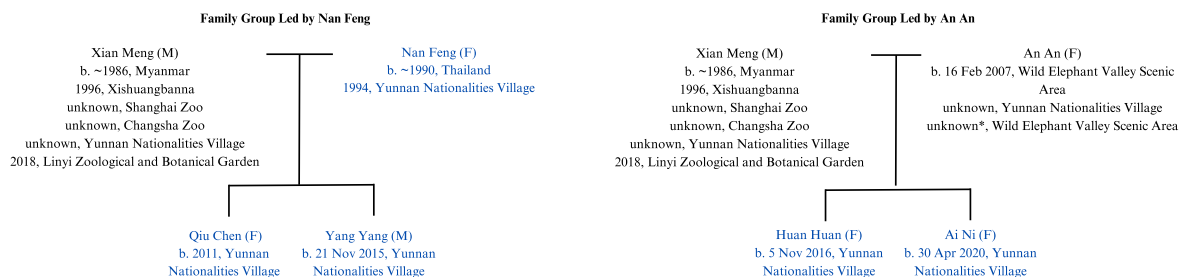 Family Group Led by Nan Feng
Xian Meng (M)
b. ~1986, Myanmar
1996, Xishuangbanna
unknown, Shanghai Zoo
unknown, Changsha Zoo
unknown, Yunnan Nationalities Village
2018, Linyi Zoological and Botanical Garden
Nan Feng (F)
b. ~1990, Thailand
1994, Yunnan Nationalities Village
Qiu Chen (F)
b. 2011, Yunnan
Nationalities Village
Yang Yang (M)
b. 21 Nov 2015, Yunnan
Nationalities Village
Family Group Led by An An
Xian Meng (M)
b. ~1986, Myanmar
1996, Xishuangbanna
unknown, Shanghai Zoo
unknown, Changsha Zoo
unknown, Yunnan Nationalities Village
2018, Linyi Zoological and Botanical Garden
An An (F)
b. 16 Feb 2007, Wild Elephant Valley Scenic
Area
unknown, Yunnan Nationalities Village
unknown*, Wild Elephant Valley Scenic Area
Huan Huan (F)
b. 5 Nov 2016, Yunnan
Nationalities Village
Ai Ni (F)
b. 30 Apr 2020, Yunnan
Nationalities Village